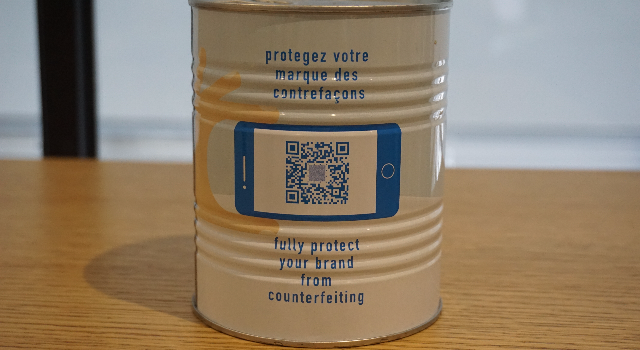 protegez votre
marque des
contrefaçons
fully protect
your brand
from
counterfeiting